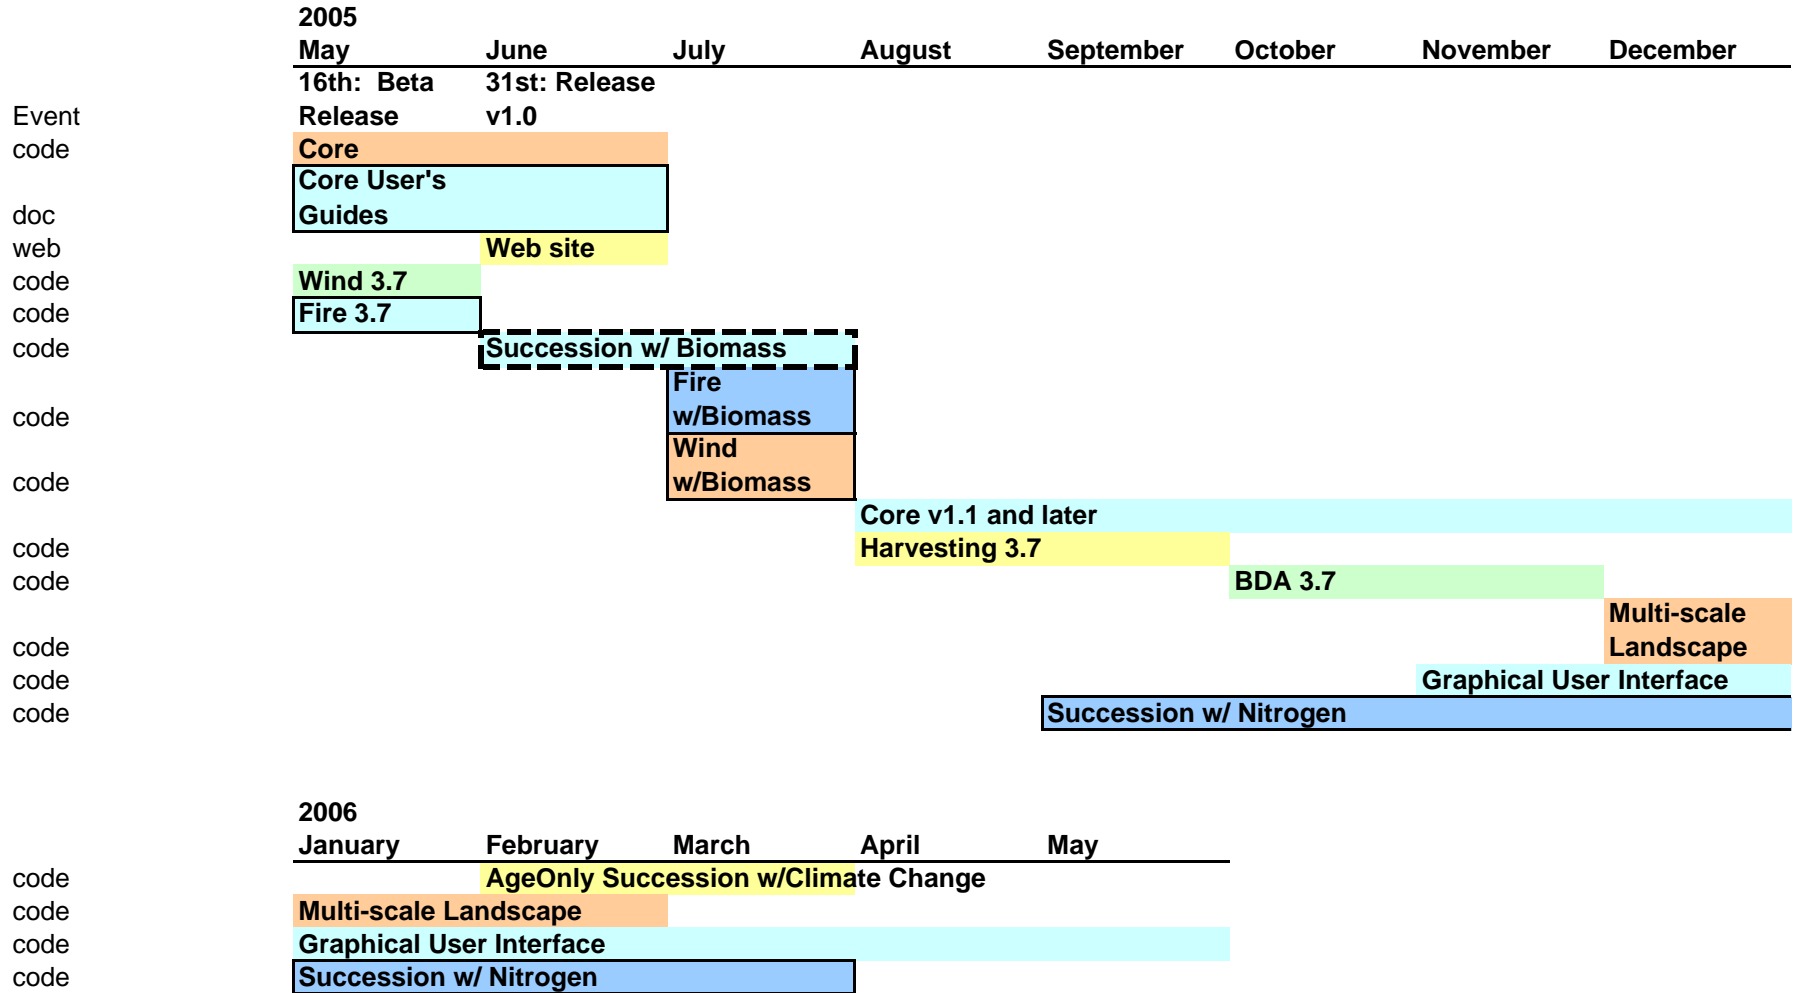 2005
May June July August September October November December
16th: Beta 31st: Release
Event Release v1.0
code Core
Core User's
doc Guides
web Web site
code Wind 3.7
code Fire 3.7
code Succession w/ Biomass
Fire
code w/Biomass
Wind
code w/Biomass
Core v1.1 and later
code Harvesting 3.7
code BDA 3.7
Multi-scale
code Landscape
code Graphical User Interface
code Succession w/ Nitrogen
2006
January February March April May
code AgeOnly Succession w/Climate Change
code Multi-scale Landscape
code Graphical User Interface
code Succession w/ Nitrogen